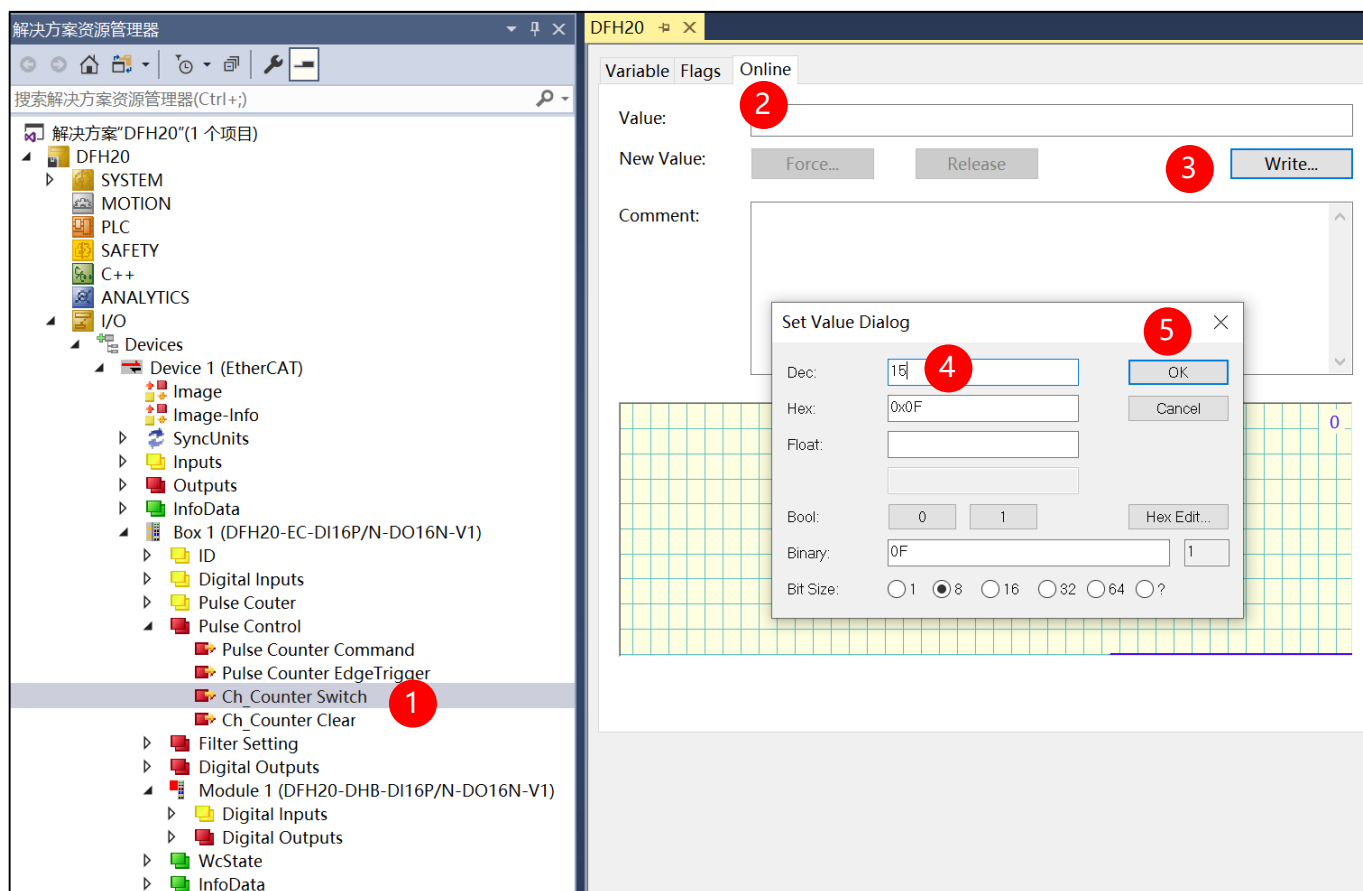 解决方案资源管理器
搜索解决方案资源管理器(Ctrl+;)
解决方案"DFH20"(1 个项目)
DFH20
SYSTEM
MOTION
PLC
SAFETY
C++
ANALYTICS
I/O
Devices
Device 1 (EtherCAT)
Image
Image-Info
SyncUnits
Inputs
Outputs
InfoData
Box 1 (DFH20-EC-DI16P/N-DO16N-V1)
ID
Digital Inputs
Pulse Couter
Pulse Control
Pulse Counter Command
Pulse Counter EdgeTrigger
Ch_Counter Switch
1
Ch_Counter Clear
Filter Setting
Digital Outputs
Module 1 (DFH20-DHB-DI16P/N-DO16N-V1)
Digital Inputs
Digital Outputs
WcState
InfoData
DFH20
Variable Flags Online
2
Value:
New Value: Force... Release 3 Write...
Comment:
Set Value Dialog
5
Dec: 15 4 OK
Hex: 0x0F Cancel
Float:
Bool: 0 1 Hex Edit...
Binary: 0F 1
Bit Size: 1 8 16 32 64 ?
0